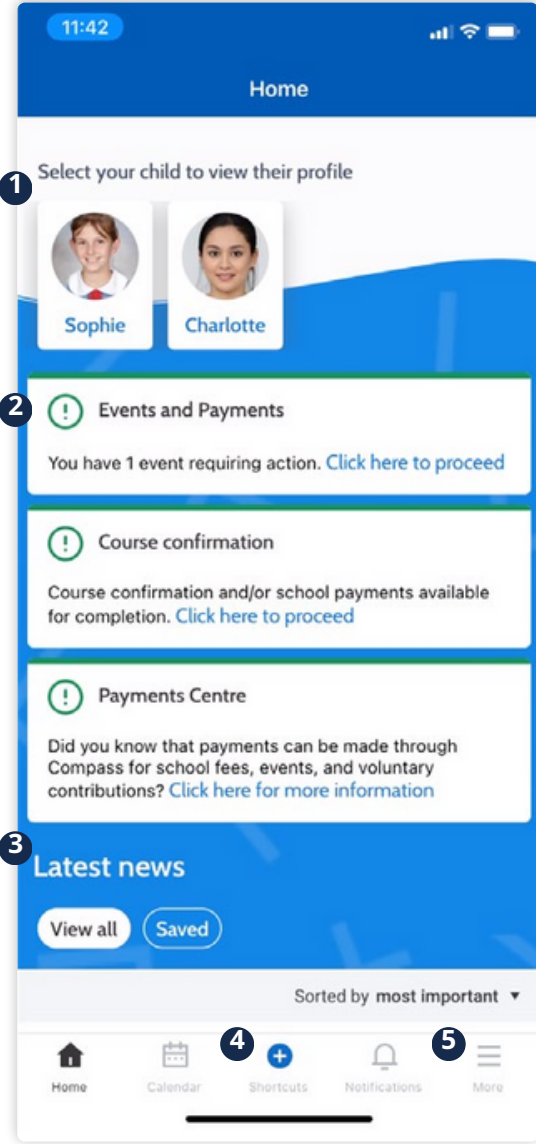 11:42
Home
1
Select your child to view their profile
Sophie
Charlotte
2
Events and Payments
You have 1 event requiring action. Click here to proceed
Course confirmation
Course confirmation and/or school payments available
for completion. Click here to proceed
Payments Centre
Did you know that payments can be made through
Compass for school fees, events, and voluntary
contributions? Click here for more information
3
Latest news
View all
Saved
Sorted by most important
4
5
Home
Calendar
Shortcuts
Notifications
More